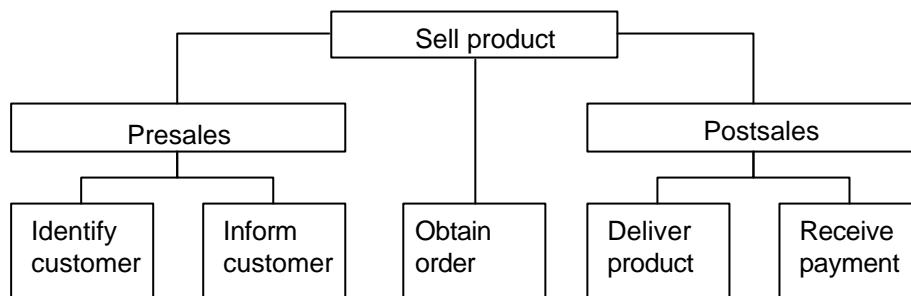 Sell product
Presales
Postsales
Identify
customer
Inform
customer
Obtain
order
Deliver
product
Receive
payment